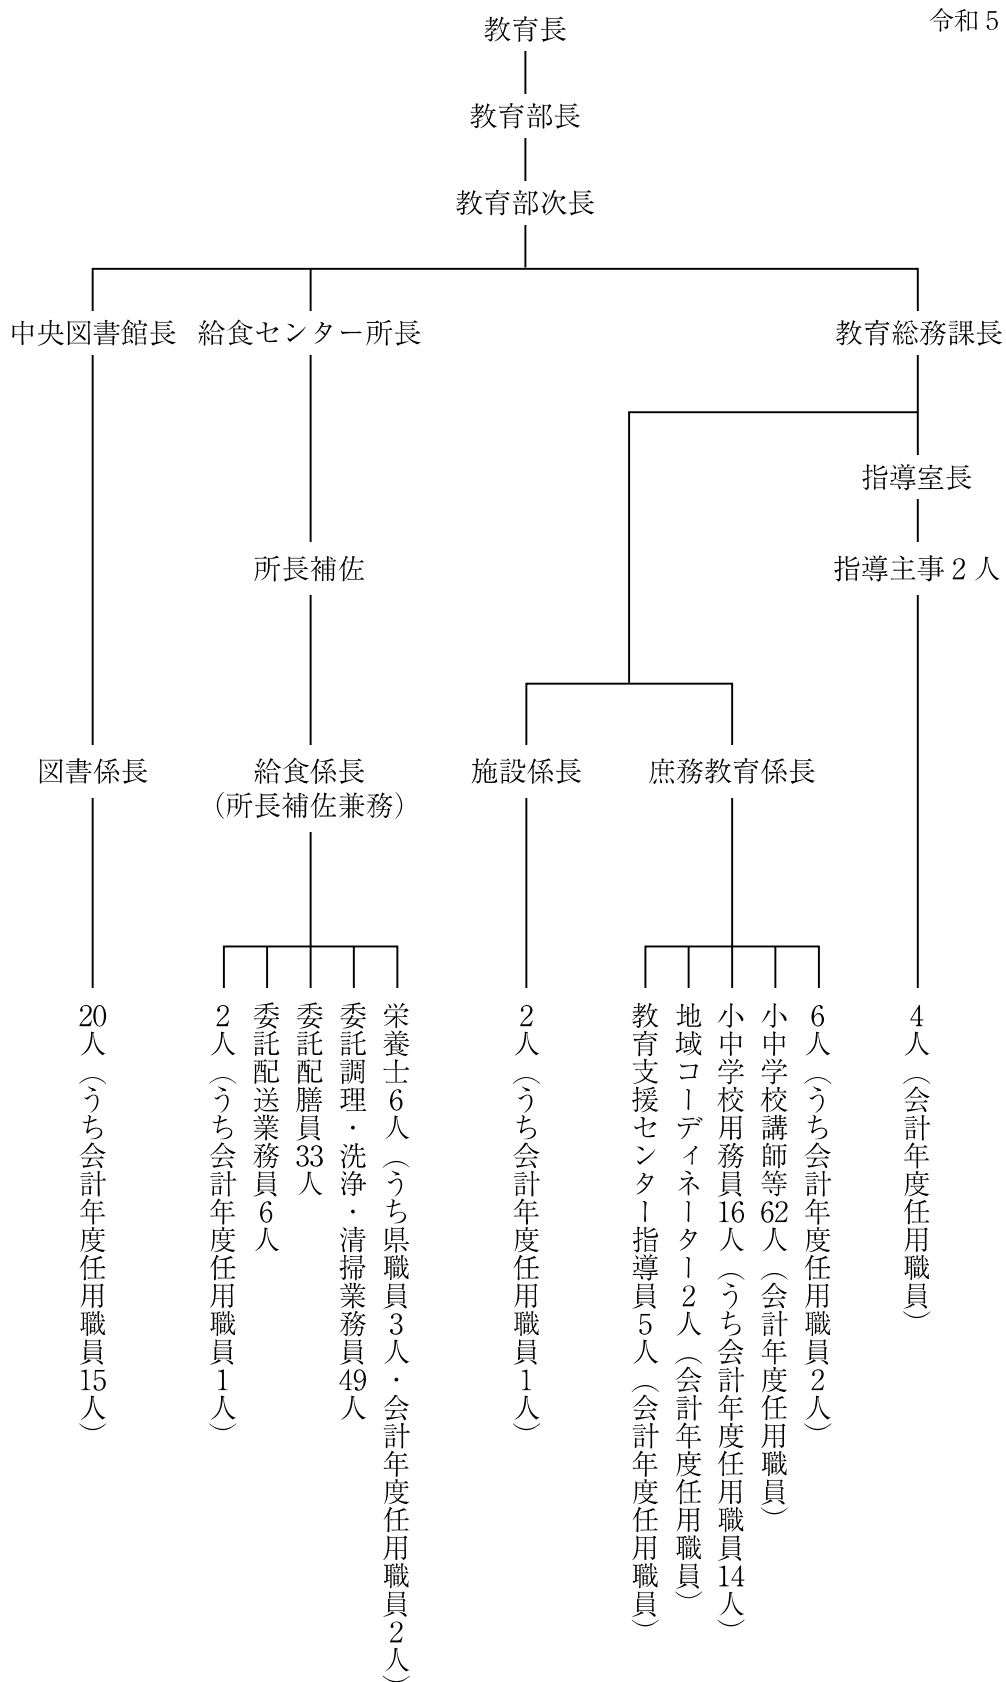 令和５
教育長
教育部長
教育部次長
中央図書館長
給食センター所長
教育総務課長
指導室長
所長補佐
指導主事２人
図書係長
給食係長
（所長補佐兼務）
施設係長
庶務教育係長
20人（うち会計年度任用職員15人）
２人（うち会計年度任用職員１人）
委託配送業務員６人
委託配膳員33人
委託調理・洗浄・清掃業務員49人
栄養士６人（うち県職員３人・会計年度任用職員２人）
２人（うち会計年度任用職員１人）
教育支援センター指導員５人（会計年度任用職員）
地域コーディネーター２人（会計年度任用職員）
小中学校用務員16人（うち会計年度任用職員14人）
小中学校講師等62人（会計年度任用職員）
６人（うち会計年度任用職員２人）
４人（会計年度任用職員）